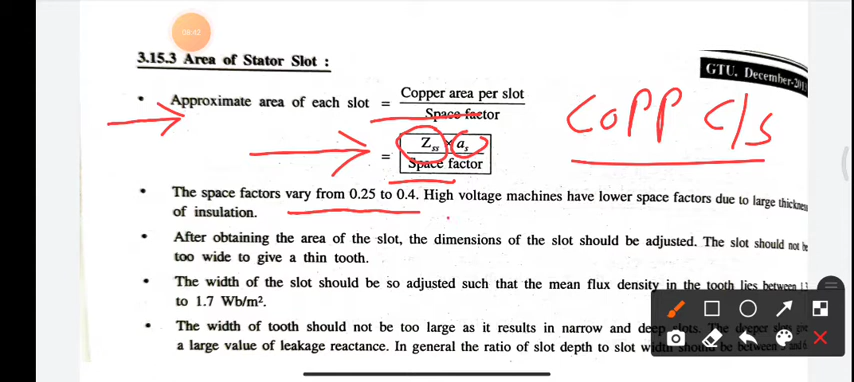 04:42
3.15.3 Area of Stator Slot :
GTU, December-201
• Approximate area of each slot = Copper area per slot / Space factor
= Zss × as / Space factor
COPP C/S
• The space factors vary from 0.25 to 0.4. High voltage machines have lower space factors due to large thickness
of insulation.
• After obtaining the area of the slot, the dimensions of the slot should be adjusted. The slot should not be
too wide to give a thin tooth.
• The width of the slot should be so adjusted such that the mean flux density in the tooth lies between
to 1.7 Wb/m².
• The width of tooth should not be too large as it results in narrow and deep slots. The deeper
a large value of leakage reactance. In general the ratio of slot depth to slot width should be between